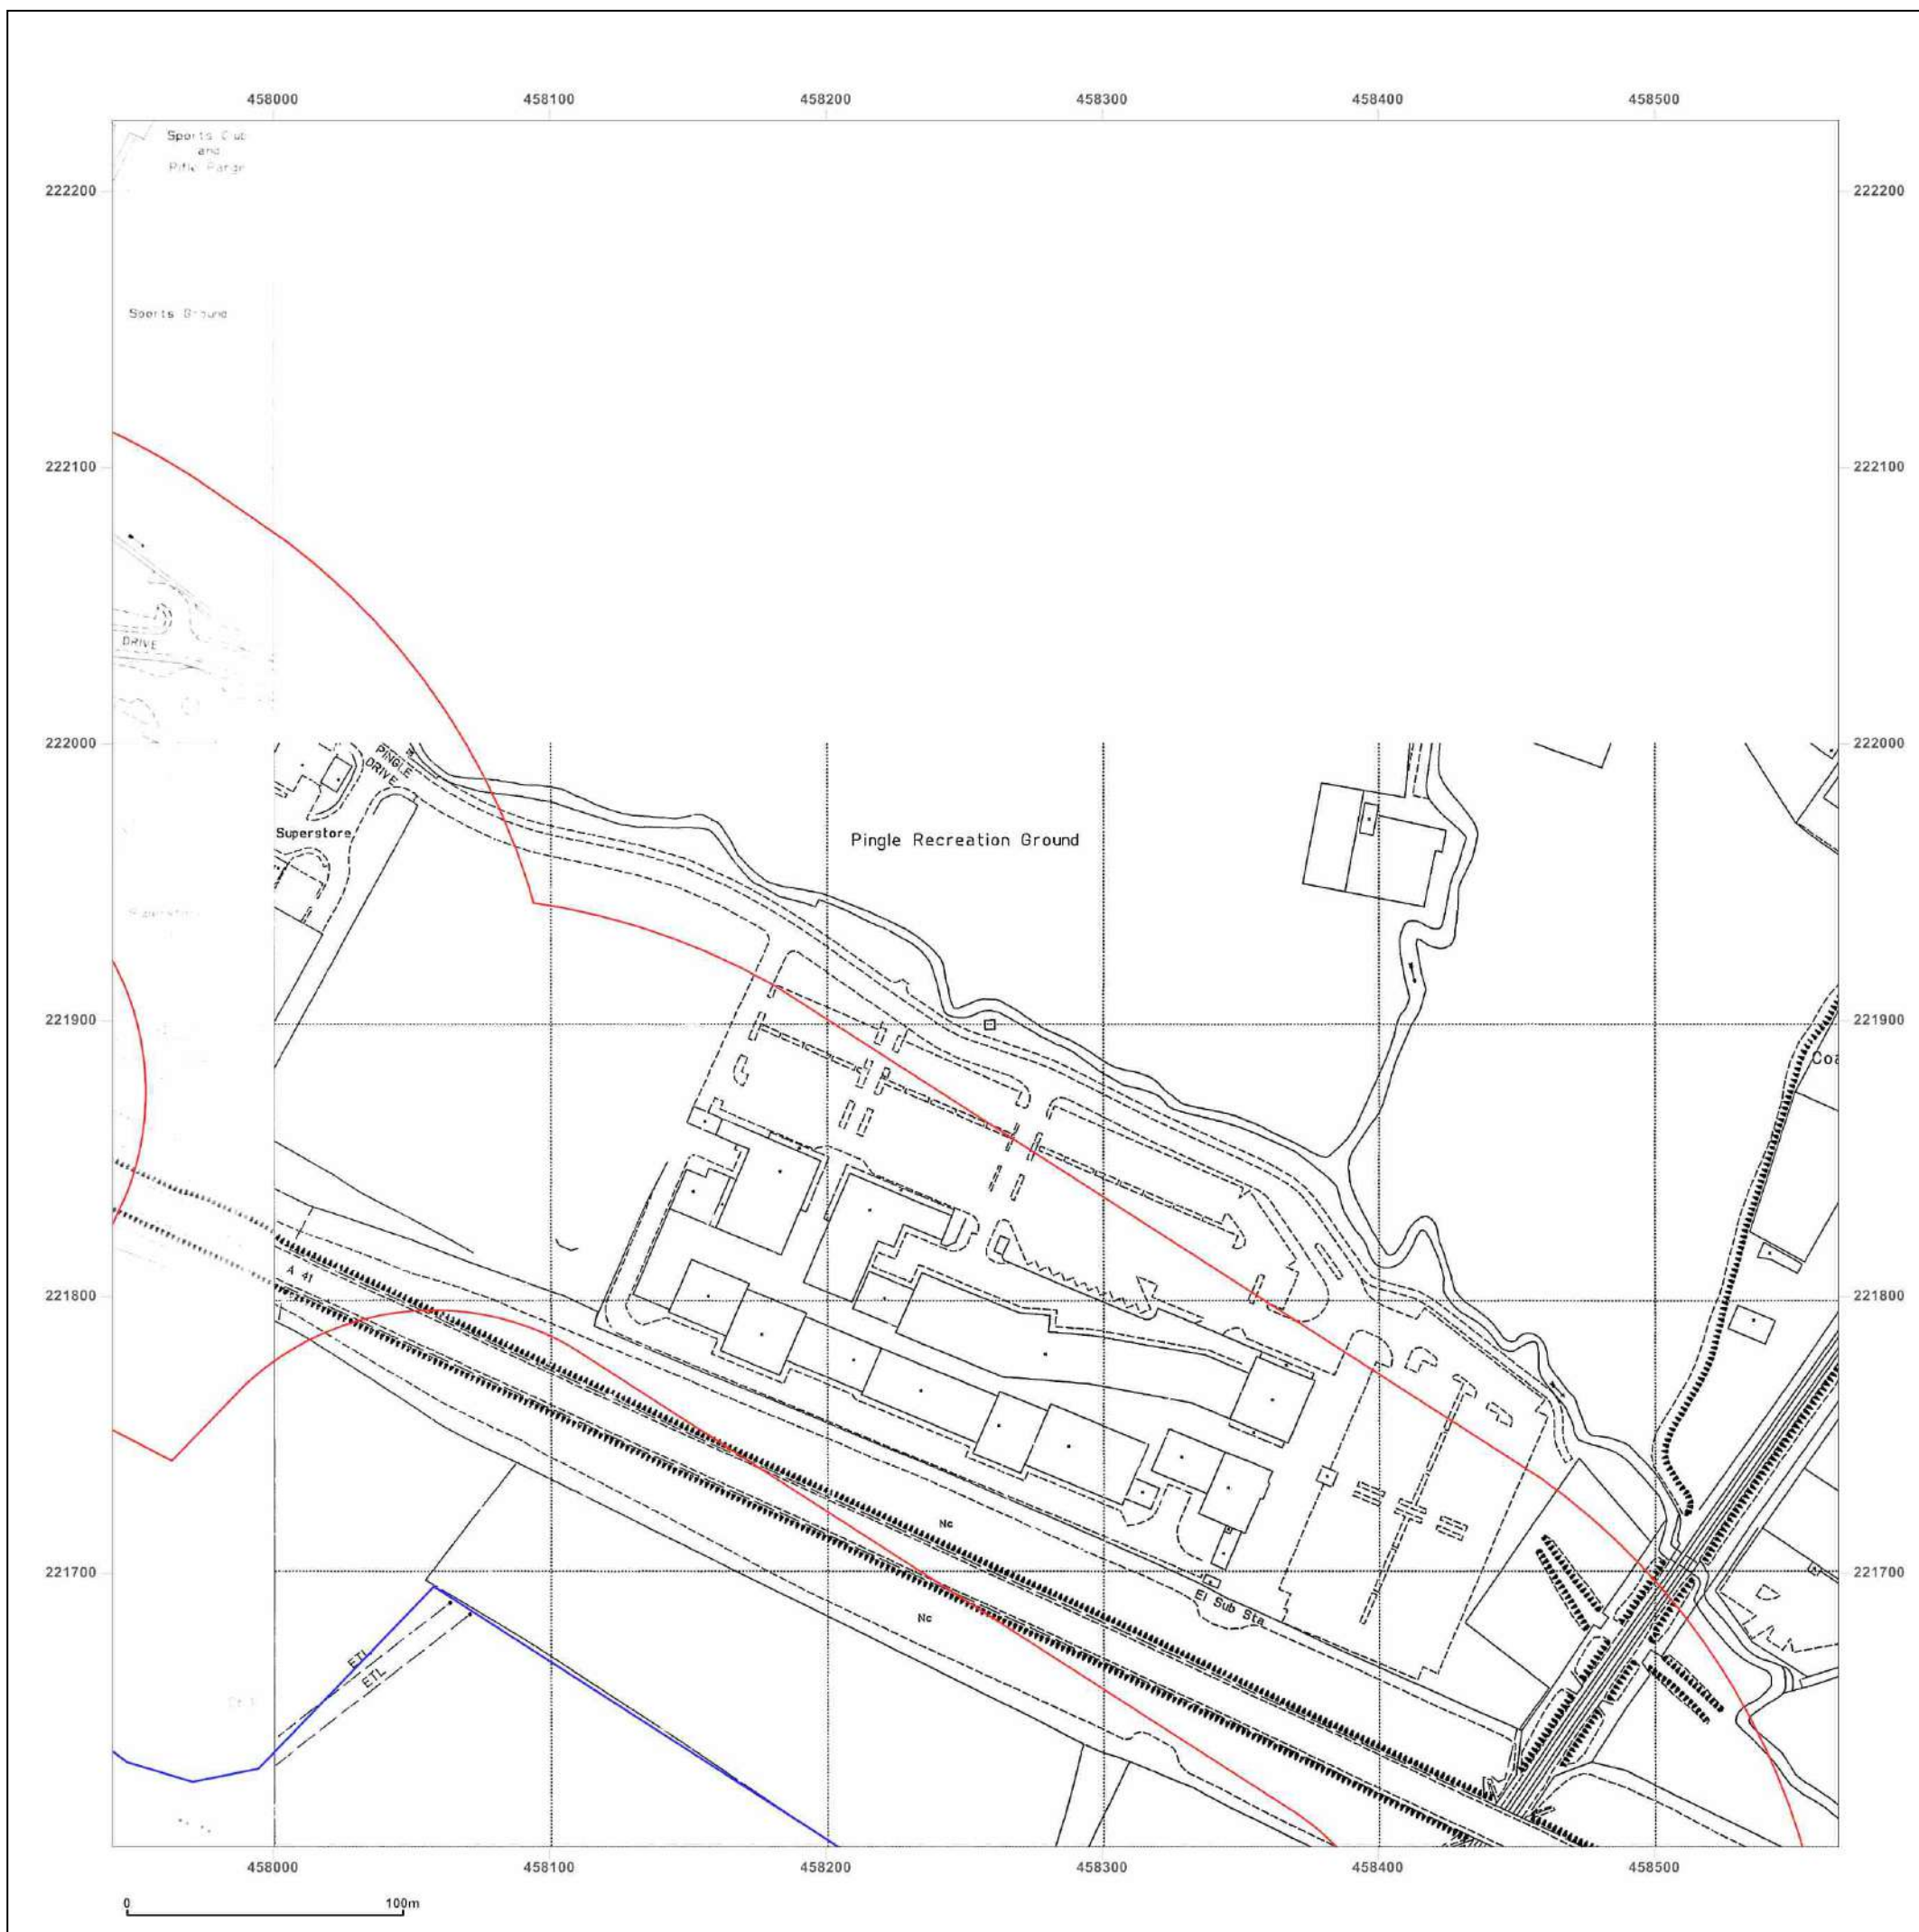 458000 458100 458200 458300 458400 458500
Sports Club
and
Rifle Range
222200 222200
Sports Ground
222100 222100
DRIVE
222000 222000
PINGLE
DRIVE
Superstore
Pingle Recreation Ground
Superstore
221900 221900
A 41
221800 221800
Nc
221700 221700
El Sub Sta
Nc
ETL
ETL
458000 458100 458200 458300 458400 458500
0 100m